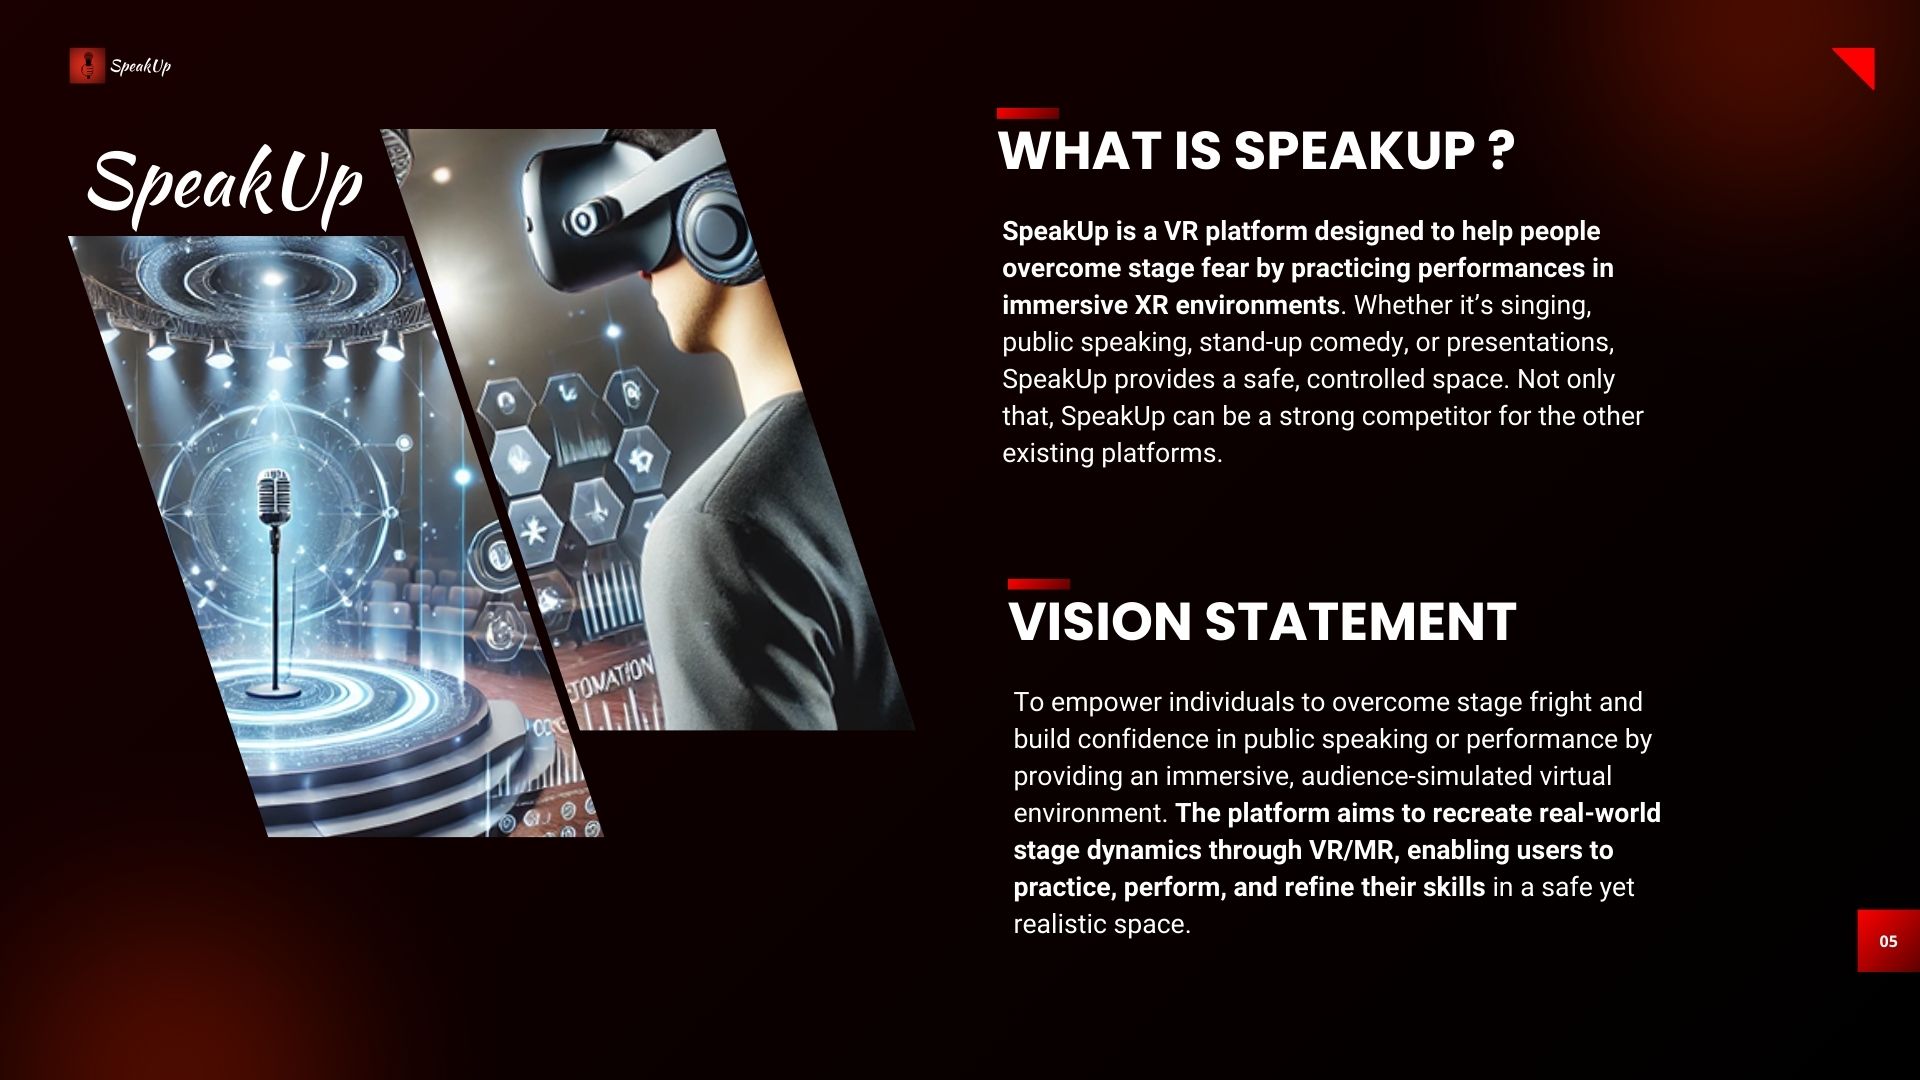 SpeakUp
SpeakUp
WHAT IS SPEAKUP ?
SpeakUp is a VR platform designed to help people
overcome stage fear by practicing performances in
immersive XR environments. Whether it’s singing,
public speaking, stand-up comedy, or presentations,
SpeakUp provides a safe, controlled space. Not only
that, SpeakUp can be a strong competitor for the other
existing platforms.
VISION STATEMENT
To empower individuals to overcome stage fright and
build confidence in public speaking or performance by
providing an immersive, audience-simulated virtual
environment. The platform aims to recreate real-world
stage dynamics through VR/MR, enabling users to
practice, perform, and refine their skills in a safe yet
realistic space.
TOMATION
05